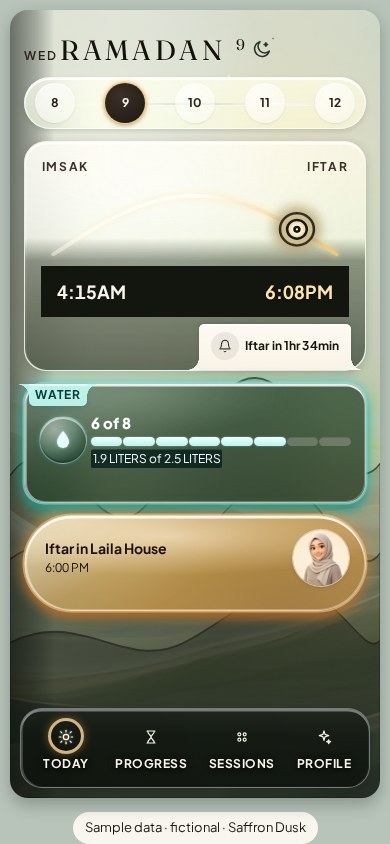 WED RAMADAN 9
8 9 10 11 12
IMSAK IFTAR
4:15AM 6:08PM
Iftar in 1hr 34min
WATER
6 of 8
1.9 LITERS of 2.5 LITERS
Iftar in Laila House
6:00 PM
TODAY PROGRESS SESSIONS PROFILE
Sample data · fictional · Saffron Dusk